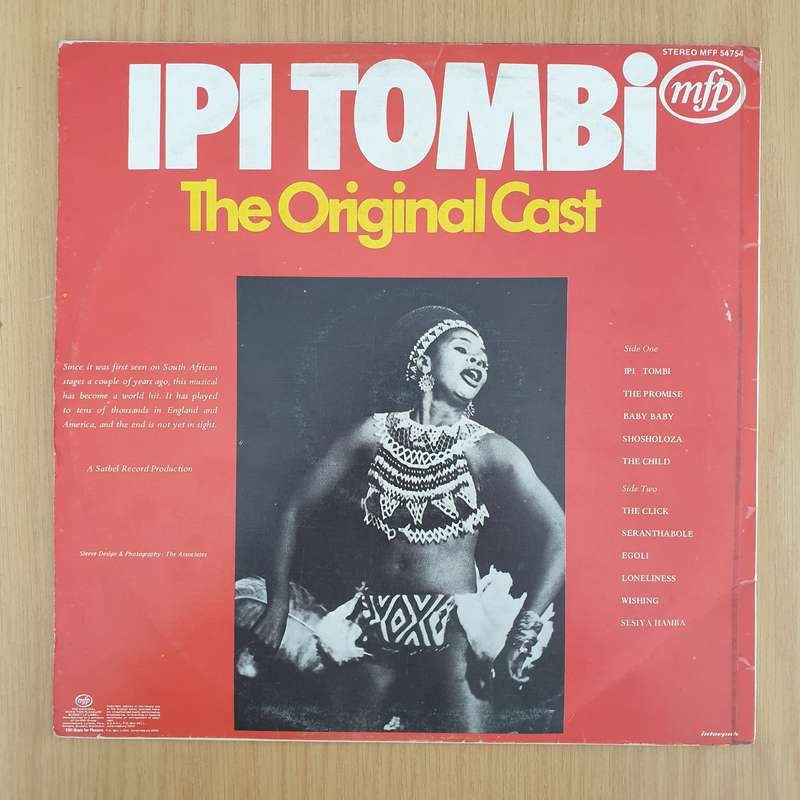 STEREO MFP 54754
IPI TOMBi
mfp
The Original Cast
Since it was first seen on South African
stages a couple of years ago, this musical
has become a world hit. It has played
to tens of thousands in England and
America, and the end is not yet in sight.
A Satbel Record Production
Sleeve Design & Photography: The Associates
Side One
IPI TOMBI
THE PROMISE
BABY BABY
SHOSHOLOZA
THE CHILD
Side Two
THE CLICK
SERANTHABOLE
EGOLI
LONELINESS
WISHING
SESIYA HAMBA
mfp
interpak